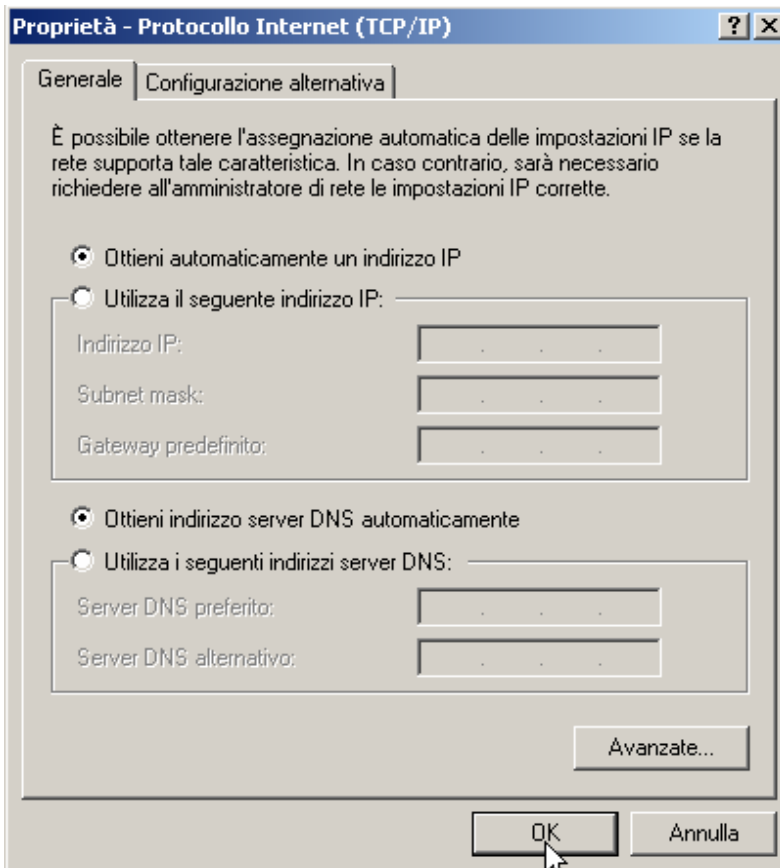 Proprietà - Protocollo Internet (TCP/IP)
Generale
Configurazione alternativa
È possibile ottenere l'assegnazione automatica delle impostazioni IP se la
rete supporta tale caratteristica. In caso contrario, sarà necessario
richiedere all'amministratore di rete le impostazioni IP corrette.
Ottieni automaticamente un indirizzo IP
Utilizza il seguente indirizzo IP:
Indirizzo IP:
Subnet mask:
Gateway predefinito:
Ottieni indirizzo server DNS automaticamente
Utilizza i seguenti indirizzi server DNS:
Server DNS preferito:
Server DNS alternativo:
Avanzate...
OK
Annulla